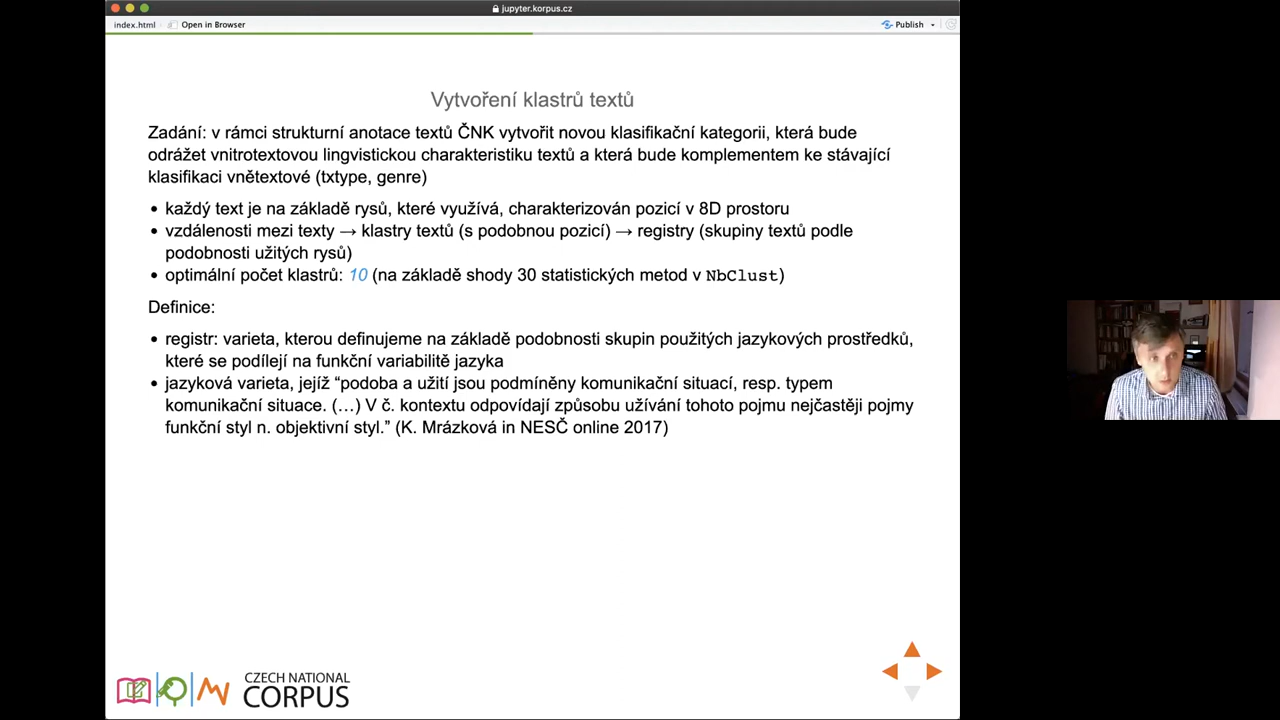 jupyter.korpus.cz
index.html Open in Browser Publish
Vytvoření klastrů textů
Zadání: v rámci strukturní anotace textů ČNK vytvořit novou klasifikační kategorii, která bude
odrážet vnitrotextovou lingvistickou charakteristiku textů a která bude komplementem ke stávající
klasifikaci vnětextové (txtype, genre)
• každý text je na základě rysů, které využívá, charakterizován pozicí v 8D prostoru
• vzdálenosti mezi texty → klastry textů (s podobnou pozicí) → registry (skupiny textů podle
podobnosti užitých rysů)
• optimální počet klastrů: 10 (na základě shody 30 statistických metod v NbClust)
Definice:
• registr: varieta, kterou definujeme na základě podobnosti skupin použitých jazykových prostředků,
které se podílejí na funkční variabilitě jazyka
• jazyková varieta, jejíž “podoba a užití jsou podmíněny komunikační situací, resp. typem
komunikační situace. (…) V č. kontextu odpovídají způsobu užívání tohoto pojmu nejčastěji pojmy
funkční styl n. objektivní styl.” (K. Mrázková in NESČ online 2017)
CZECH NATIONAL
CORPUS